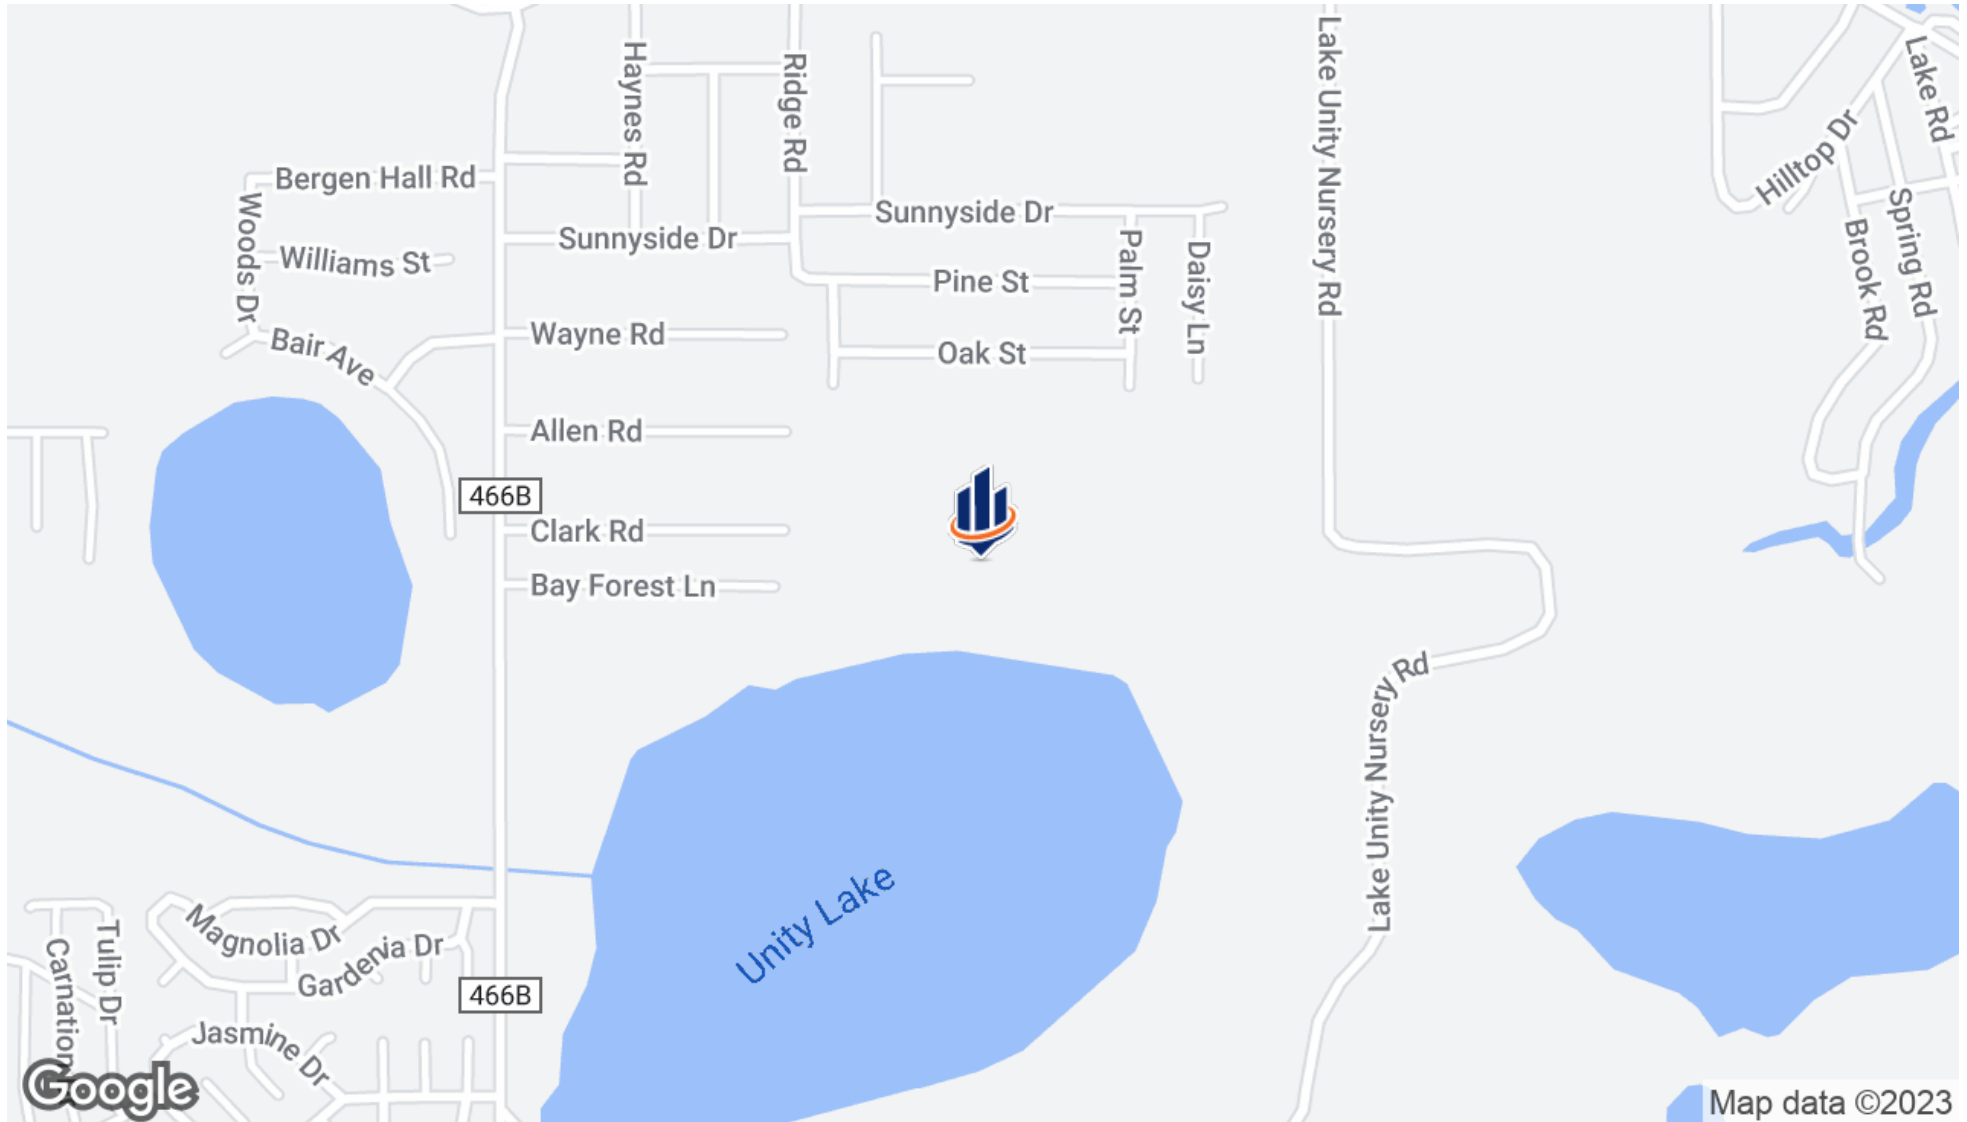 Haynes Rd
Ridge Rd
Lake Unity Nursery Rd
Lake Rd
Hilltop Dr
Bergen Hall Rd
Woods Dr
Williams St
Sunnyside Dr
Sunnyside Dr
Palm St
Daisy Ln
Spring Rd
Brook Rd
Pine St
Wayne Rd
Oak St
Bair Ave
Allen Rd
466B
Clark Rd
Bay Forest Ln
Lake Unity Nursery Rd
Unity Lake
Magnolia Dr
Tulip Dr
Gardenia Dr
Carnation
466B
Jasmine Dr
Google
Map data ©2023